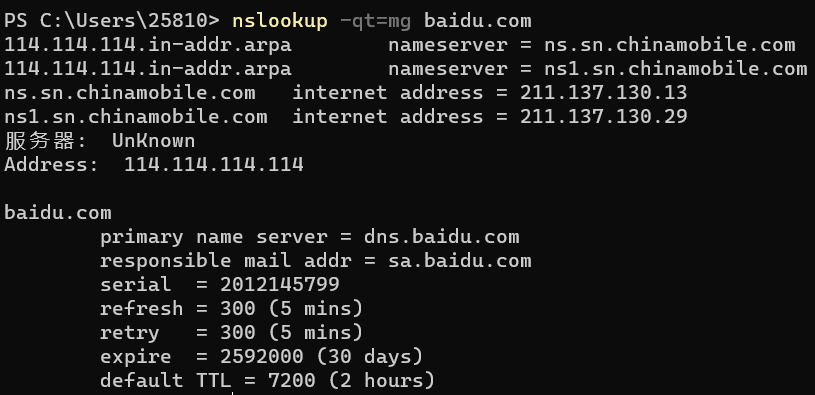 PS C:\Users\25810> nslookup -qt=mg baidu.com
114.114.114.in-addr.arpa        nameserver = ns.sn.chinamobile.com
114.114.114.in-addr.arpa        nameserver = ns1.sn.chinamobile.com
ns.sn.chinamobile.com   internet address = 211.137.130.13
ns1.sn.chinamobile.com  internet address = 211.137.130.29
服务器:  UnKnown
Address:  114.114.114.114

baidu.com
        primary name server = dns.baidu.com
        responsible mail addr = sa.baidu.com
        serial  = 2012145799
        refresh = 300 (5 mins)
        retry   = 300 (5 mins)
        expire  = 2592000 (30 days)
        default TTL = 7200 (2 hours)